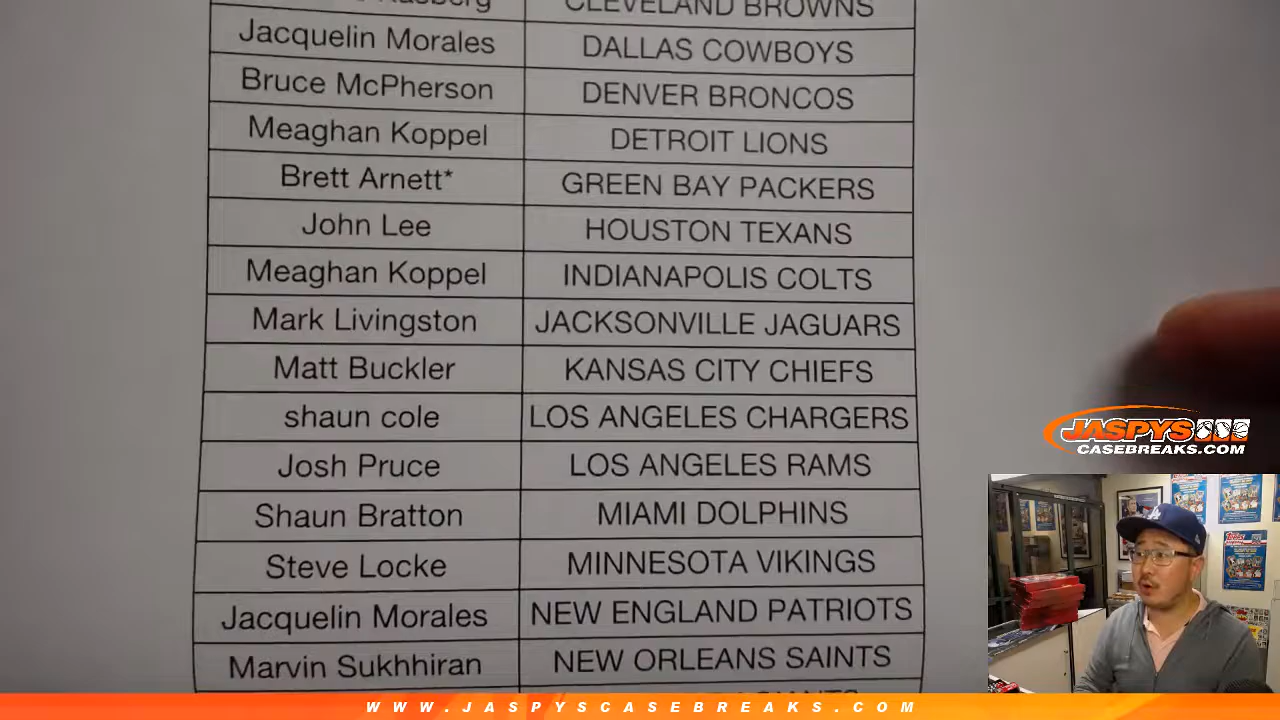 CLEVELAND BROWNS
Jacquelin Morales DALLAS COWBOYS
Bruce McPherson DENVER BRONCOS
Meaghan Koppel DETROIT LIONS
Brett Arnett* GREEN BAY PACKERS
John Lee HOUSTON TEXANS
Meaghan Koppel INDIANAPOLIS COLTS
Mark Livingston JACKSONVILLE JAGUARS
Matt Buckler KANSAS CITY CHIEFS
shaun cole LOS ANGELES CHARGERS
Josh Pruce LOS ANGELES RAMS
Shaun Bratton MIAMI DOLPHINS
Steve Locke MINNESOTA VIKINGS
Jacquelin Morales NEW ENGLAND PATRIOTS
Marvin Sukhhiran NEW ORLEANS SAINTS
JASPYS
CASEBREAKS.COM
WWW.JASPYSCASEBREAKS.COM